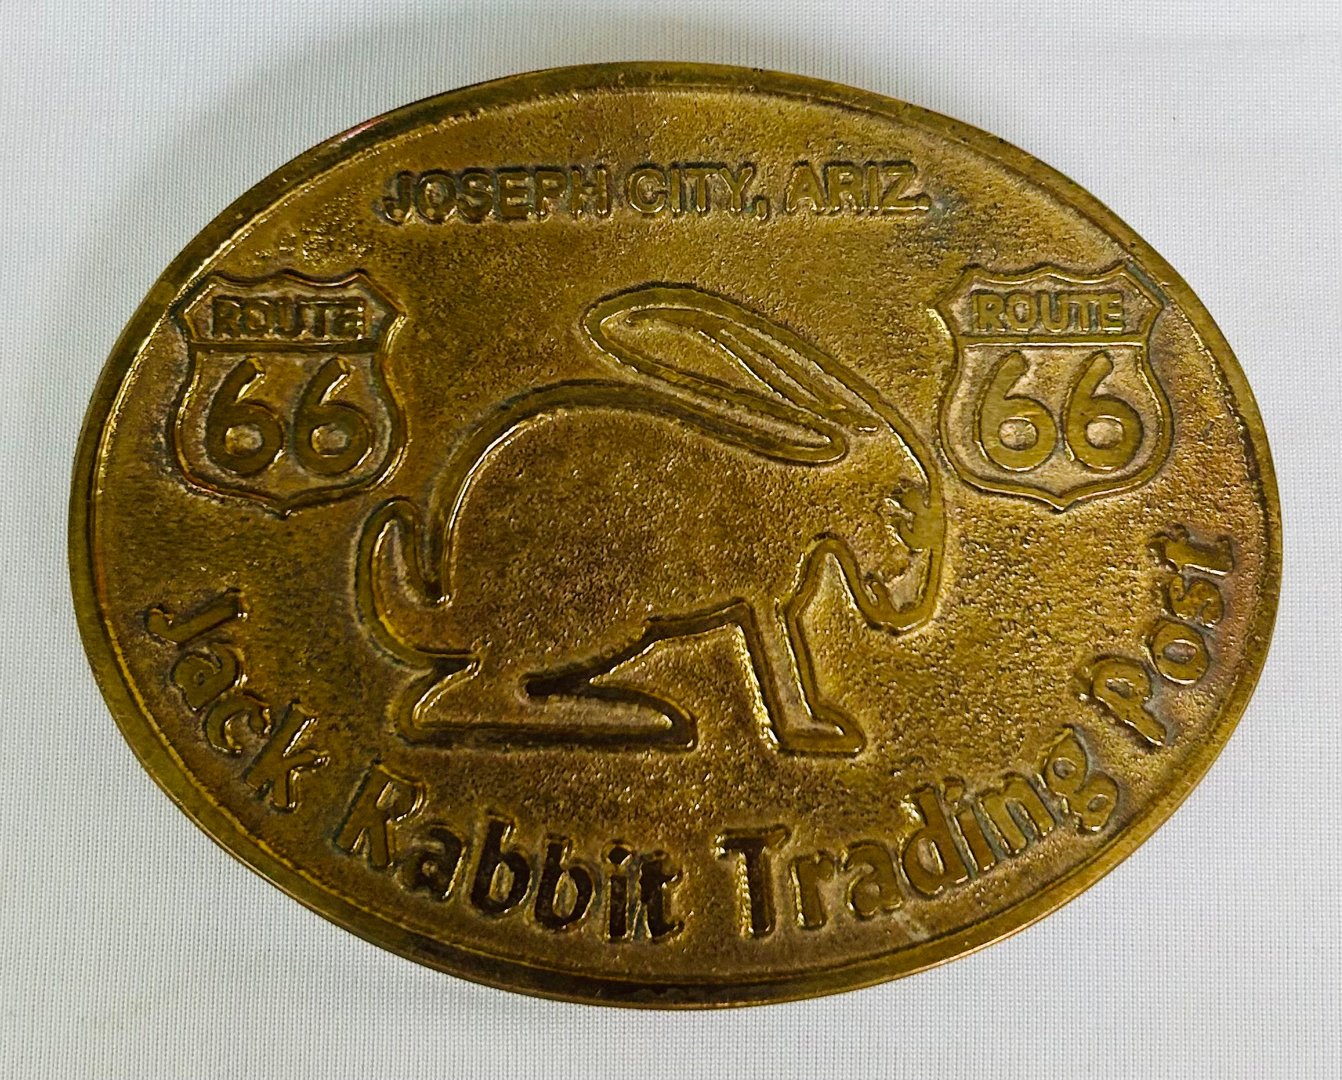 JOSEPH CITY, ARIZ.
ROUTE
66
ROUTE
66
Jack Rabbit Trading Post